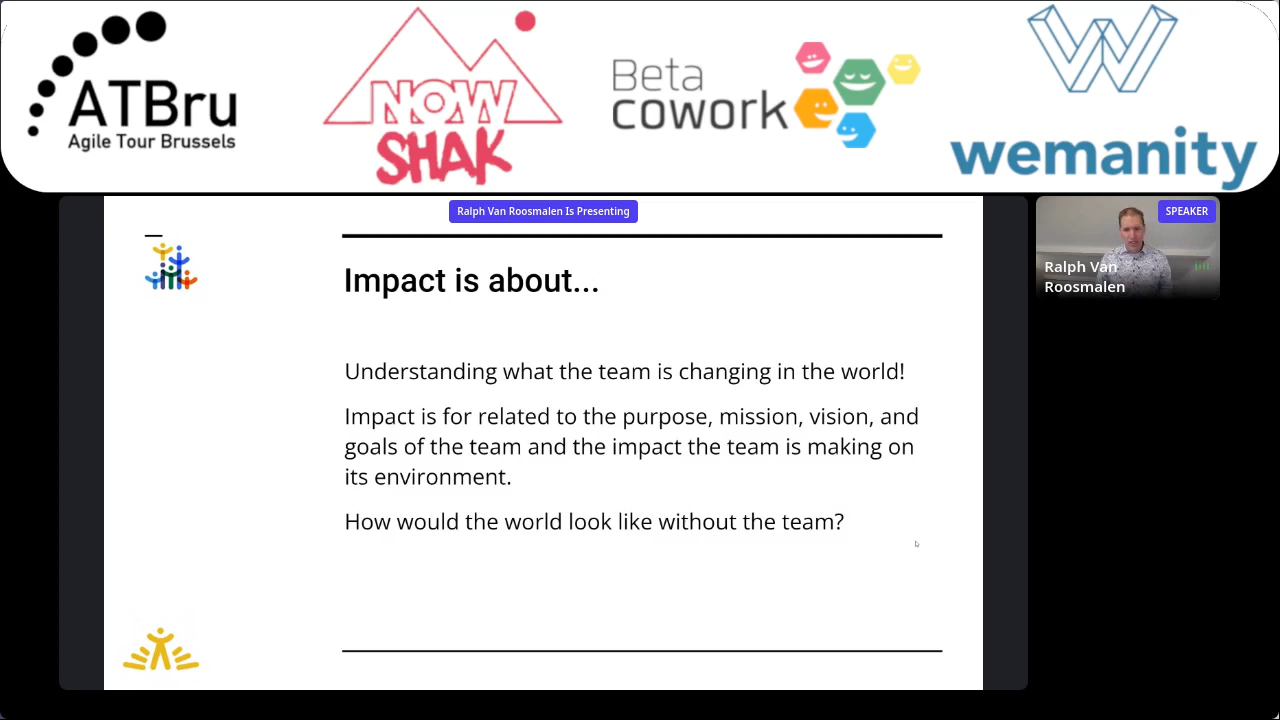 ATBru
Agile Tour Brussels
NOW
SHAK
Beta
cowork
wemanity
Ralph Van Roosmalen Is Presenting
SPEAKER
Ralph Van
Roosmalen
Impact is about...
Understanding what the team is changing in the world!
Impact is for related to the purpose, mission, vision, and
goals of the team and the impact the team is making on
its environment.
How would the world look like without the team?